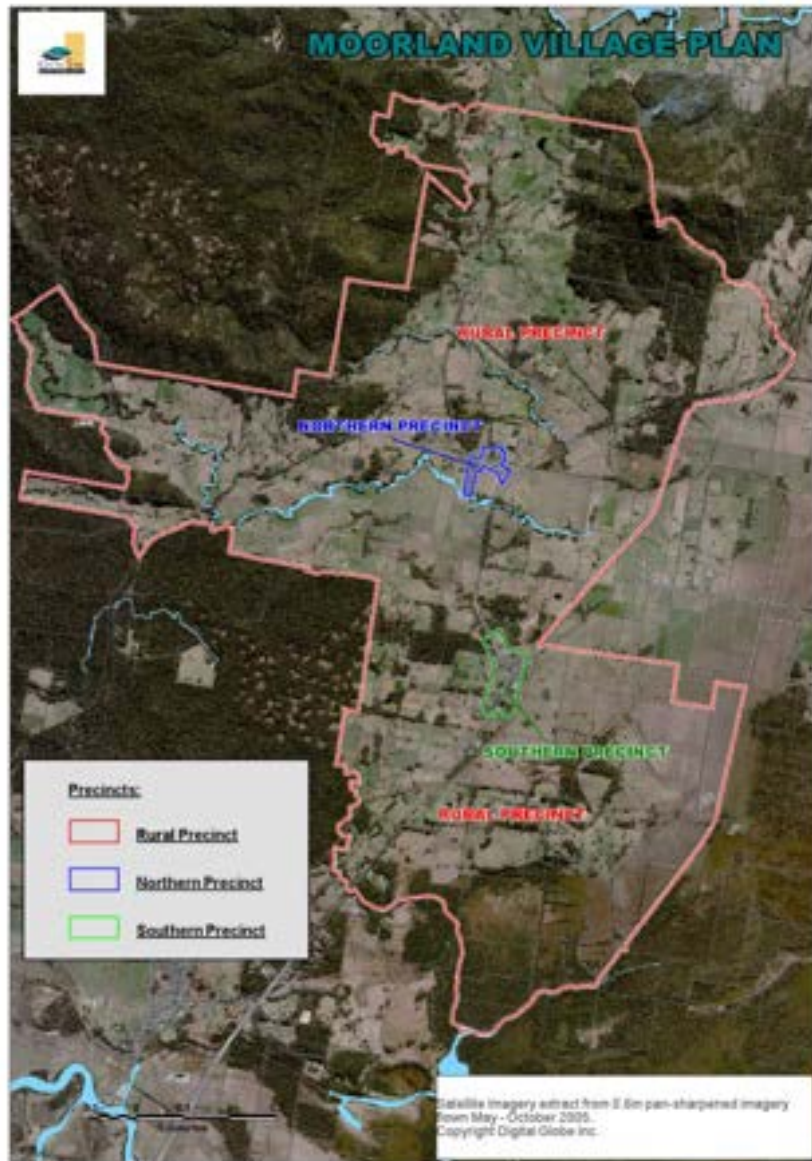 MOORLAND VILLAGE PLAN
RURAL PRECINCT
NORTHERN PRECINCT
SOUTHERN PRECINCT
RURAL PRECINCT
Precincts:
Rural Precinct
Northern Precinct
Southern Precinct
Satellite Imagery extract from 0.6m pan-sharpened imagery
flown May - October 2005.
Copyright Digital Globe Inc.